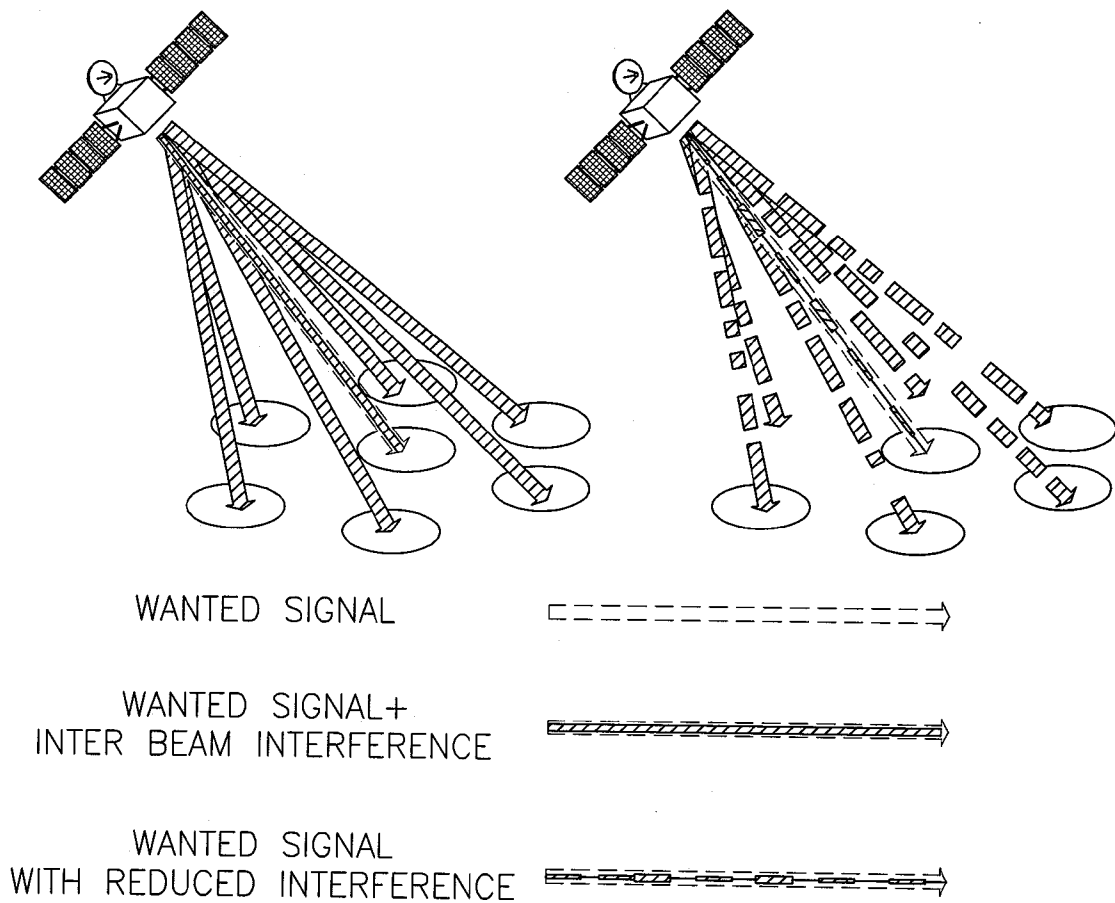 WANTED SIGNAL
WANTED SIGNAL+
INTER BEAM INTERFERENCE
WANTED SIGNAL
WITH REDUCED INTERFERENCE